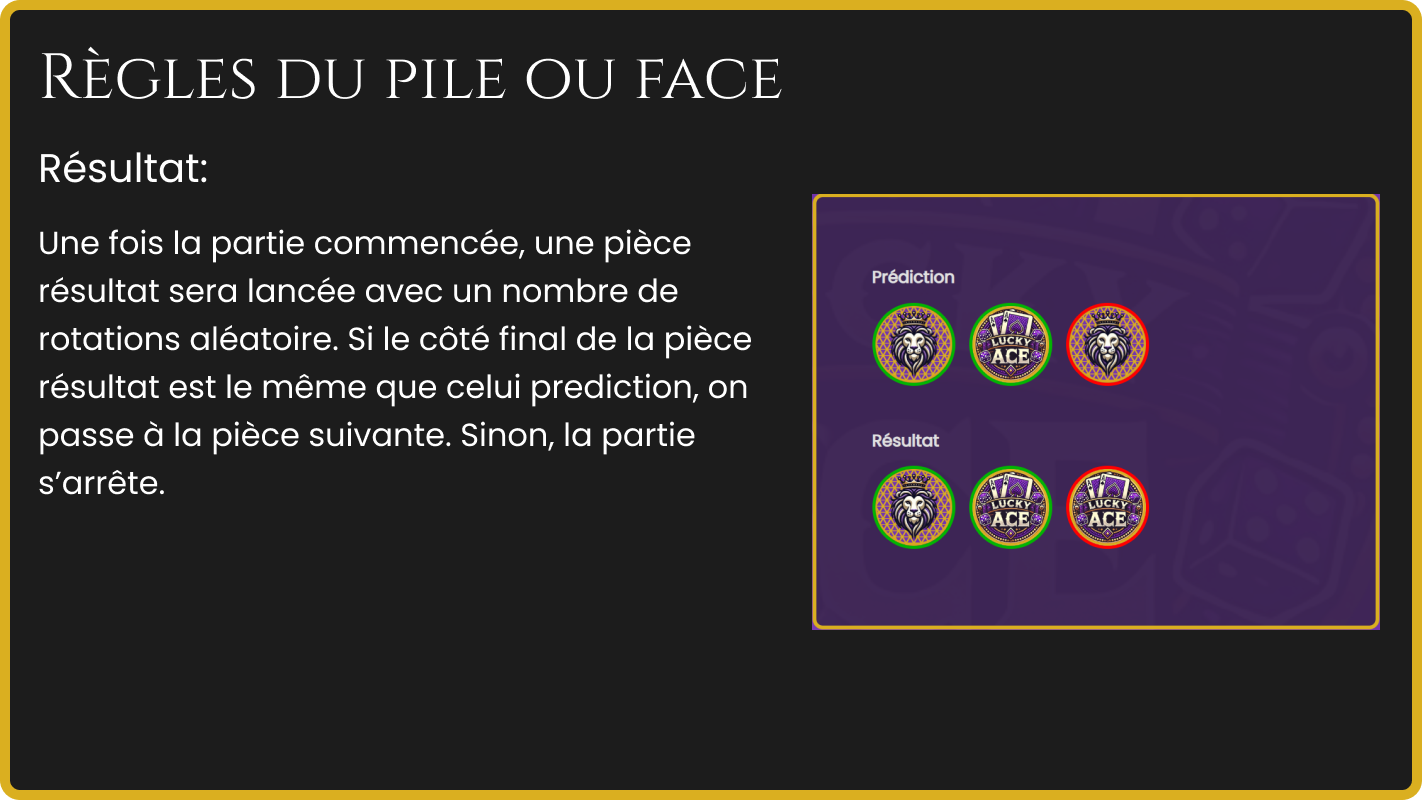 Règles du pile ou face
Résultat:
Une fois la partie commencée, une pièce
résultat sera lancée avec un nombre de
rotations aléatoire. Si le côté final de la pièce
résultat est le même que celui prediction, on
passe à la pièce suivante. Sinon, la partie
s’arrête.
Prédiction
LUCKY
ACE
Résultat
LUCKY
ACE
LUCKY
ACE